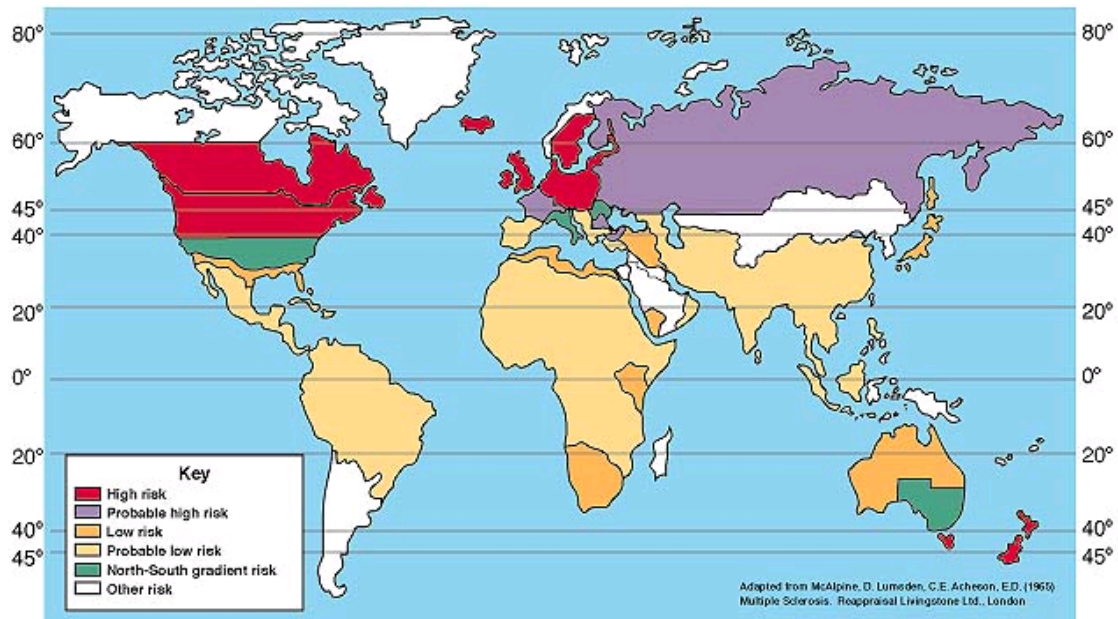 80°
80°
60°
60°
45°
45°
40°
40°
20°
20°
0°
0°
20°
20°
40°
40°
45°
45°
Key
High risk
Probable high risk
Low risk
Probable low risk
North-South gradient risk
Other risk
Adapted from McAlpine, D. Lumsden, C.E. Acheson, E.D. (1965)
Multiple Sclerosis. Reappraisal Livingstone Ltd., London